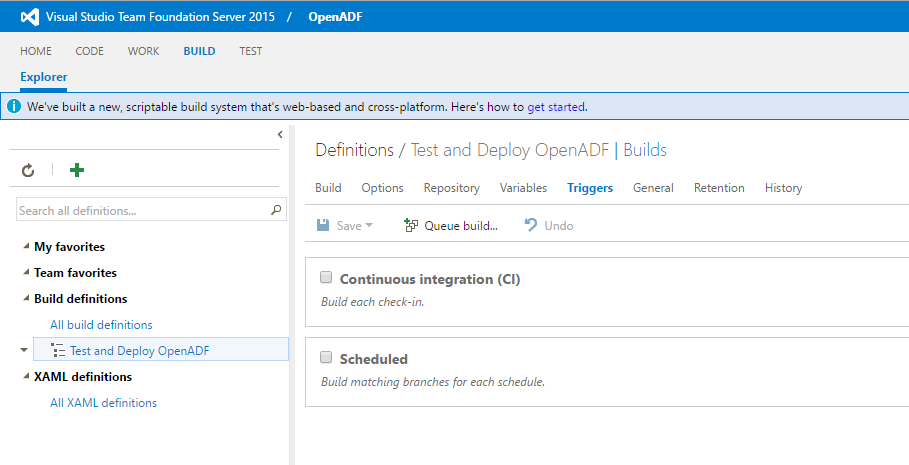 Visual Studio Team Foundation Server 2015 / OpenADF
HOME CODE WORK BUILD TEST
Explorer
We've built a new, scriptable build system that's web-based and cross-platform. Here's how to get started.
Definitions / Test and Deploy OpenADF | Builds
Build Options Repository Variables Triggers General Retention History
Save Queue build... Undo
Search all definitions...
My favorites
Team favorites
Build definitions
All build definitions
Test and Deploy OpenADF
XAML definitions
All XAML definitions
Continuous integration (CI)
Build each check-in.
Scheduled
Build matching branches for each schedule.